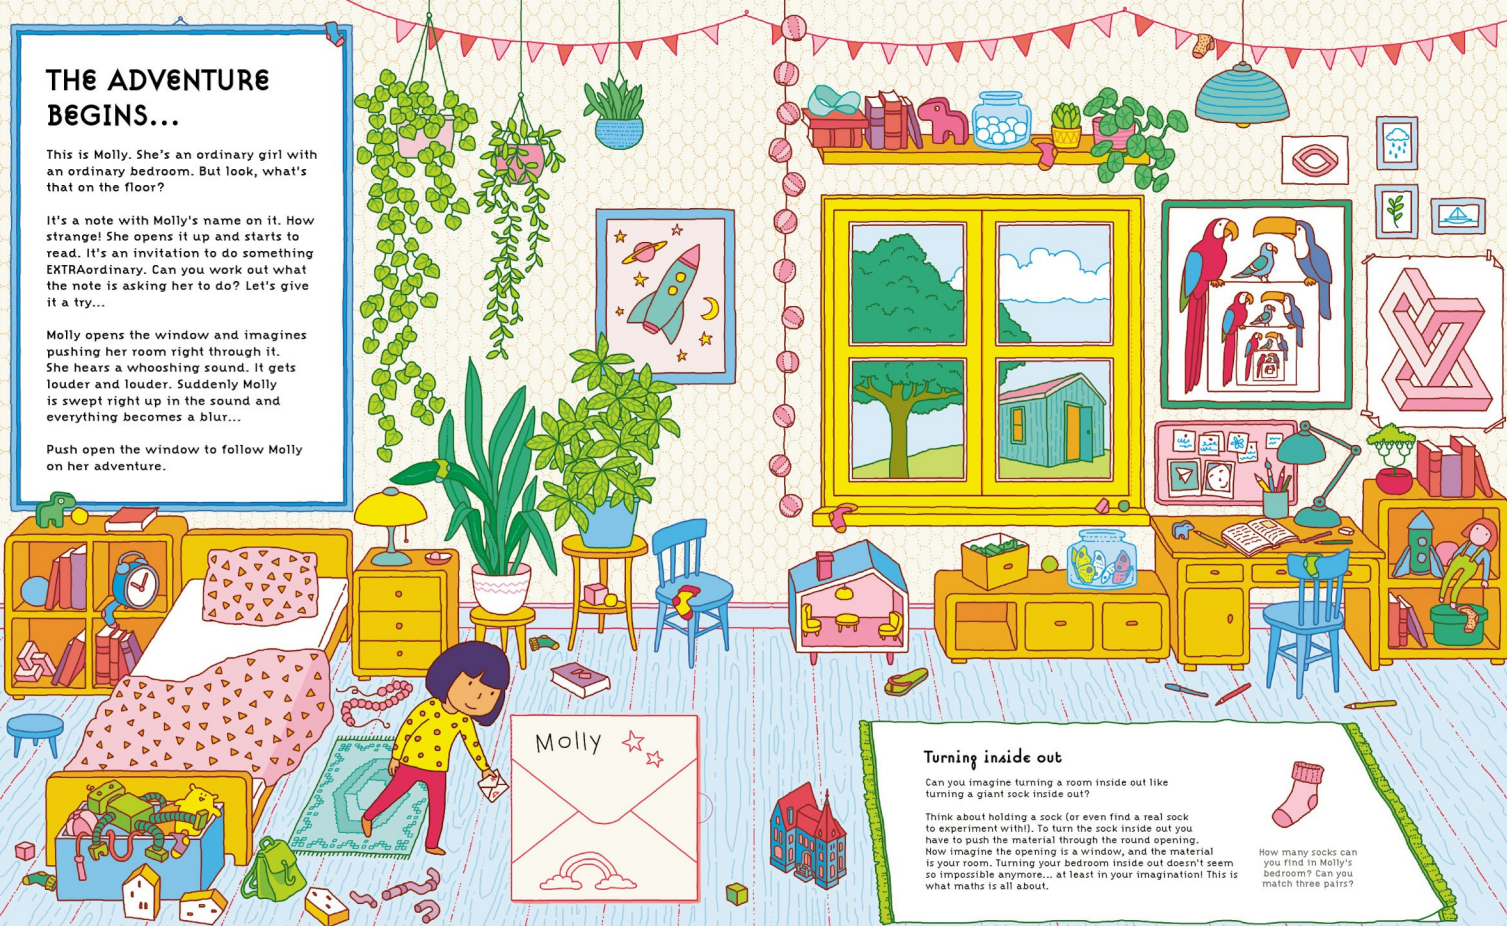 THE ADVENTURE
BEGINS...
This is Molly. She's an ordinary girl with
an ordinary bedroom. But look, what's
that on the floor?
It's a note with Molly's name on it. How
strange! She opens it up and starts to
read. It's an invitation to do something
EXTRAordinary. Can you work out what
the note is asking her to do? Let's give
it a try...
Molly opens the window and imagines
pushing her room right through it.
She hears a whooshing sound. It gets
louder and louder. Suddenly Molly
is swept right up in the sound and
everything becomes a blur...
Push open the window to follow Molly
on her adventure.
Molly
Turning inside out
Can you imagine turning a room inside out like
turning a giant sock inside out?
Think about holding a sock (or even find a real sock
to experiment with!). To turn the sock inside out you
have to push the material through the round opening.
Now imagine the opening is a window, and the material
is your room. Turning your bedroom inside out doesn't seem
so impossible anymore... at least in your imagination! This is
what maths is all about.
How many socks can
you find in Molly's
bedroom? Can you
match three pairs?